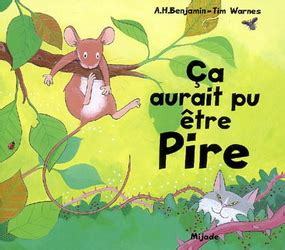 A.H.Benjamin - Tim Warnes
Ça
aurait pu
être
Pire
Mijade